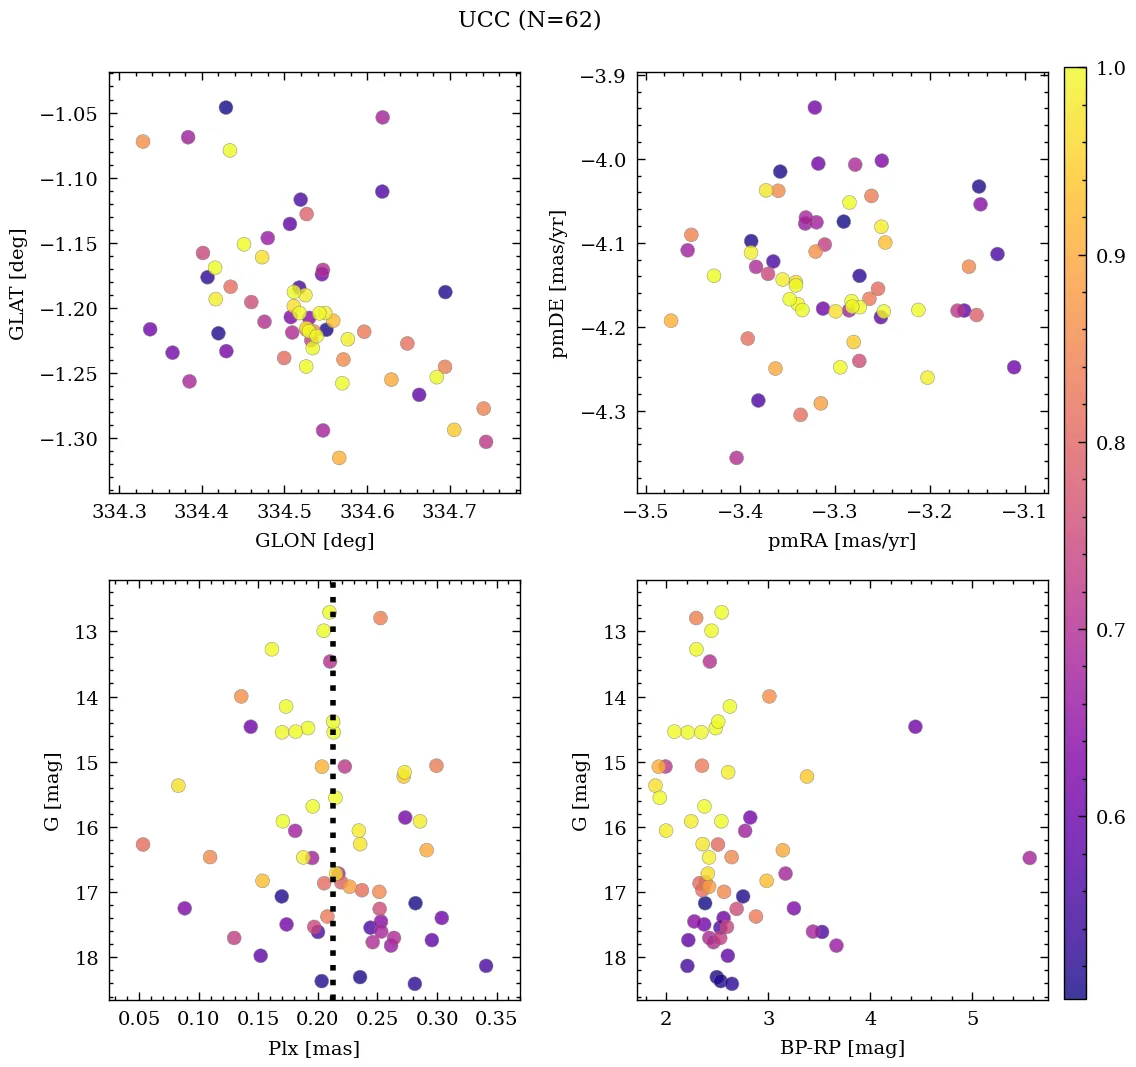 UCC (N=62)
−1.05
−1.10
−1.15
−1.20
−1.25
−1.30
GLAT [deg]
334.3 334.4 334.5 334.6 334.7
GLON [deg]
−3.9
−4.0
−4.1
−4.2
−4.3
pmDE [mas/yr]
−3.5 −3.4 −3.3 −3.2 −3.1
pmRA [mas/yr]
13
14
15
16
17
18
G [mag]
0.05 0.10 0.15 0.20 0.25 0.30 0.35
Plx [mas]
13
14
15
16
17
18
G [mag]
2 3 4 5
BP-RP [mag]
1.0
0.9
0.8
0.7
0.6